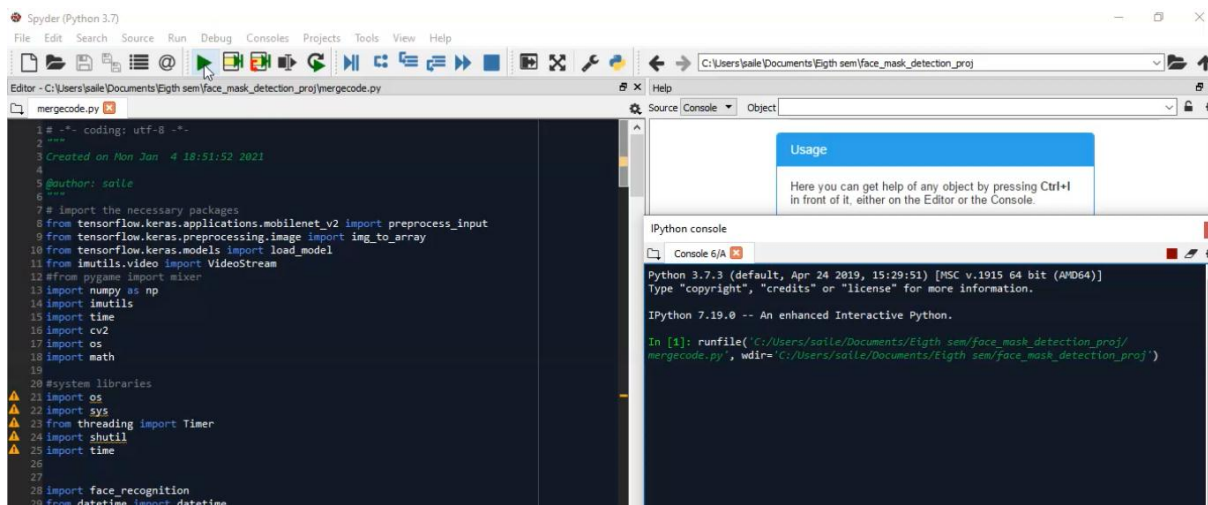 Spyder (Python 3.7)
File Edit Search Source Run Debug Consoles Projects Tools View Help
C:\Users\saile\Documents\Eigth sem\face_mask_detection_proj
Editor - C:\Users\saile\Documents\Eigth sem\face_mask_detection_proj\mergecode.py
mergecode.py
1 # -*- coding: utf-8 -*-
2 """
3 Created on Mon Jan  4 18:51:52 2021
4
5 @author: saile
6 """
7 # import the necessary packages
8 from tensorflow.keras.applications.mobilenet_v2 import preprocess_input
9 from tensorflow.keras.preprocessing.image import img_to_array
10 from tensorflow.keras.models import load_model
11 from imutils.video import VideoStream
12 #from pygame import mixer
13 import numpy as np
14 import imutils
15 import time
16 import cv2
17 import os
18 import math
19
20 #system libraries
21 import os
22 import sys
23 from threading import Timer
24 import shutil
25 import time
26
27
28 import face_recognition
29 from datetime import datetime
Help
Source Console Object
Usage
Here you can get help of any object by pressing Ctrl+I
in front of it, either on the Editor or the Console.
IPython console
Console 6/A
Python 3.7.3 (default, Apr 24 2019, 15:29:51) [MSC v.1915 64 bit (AMD64)]
Type "copyright", "credits" or "license" for more information.
IPython 7.19.0 -- An enhanced Interactive Python.
In [1]: runfile('C:/Users/saile/Documents/Eigth sem/face_mask_detection_proj/
mergecode.py', wdir='C:/Users/saile/Documents/Eigth sem/face_mask_detection_proj')